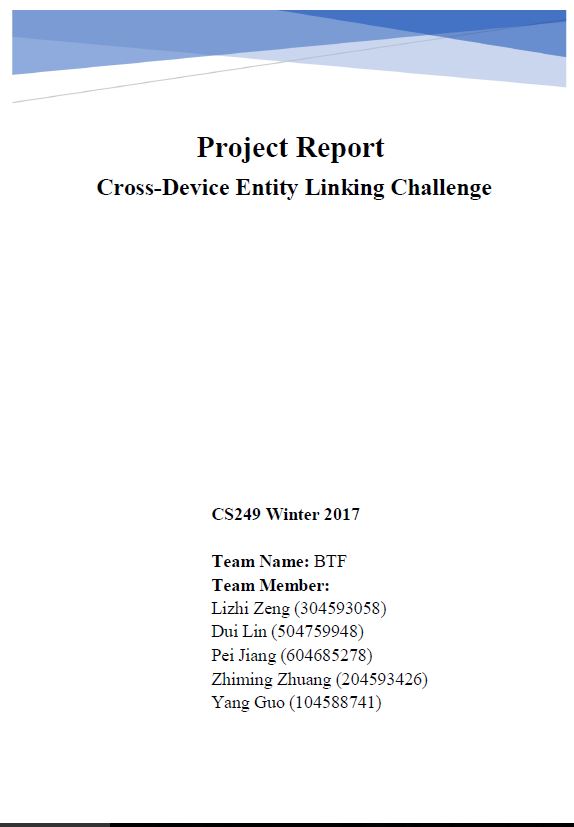 Project Report
Cross-Device Entity Linking Challenge
CS249 Winter 2017
Team Name: BTF
Team Member:
Lizhi Zeng (304593058)
Dui Lin (504759948)
Pei Jiang (604685278)
Zhiming Zhuang (204593426)
Yang Guo (104588741)